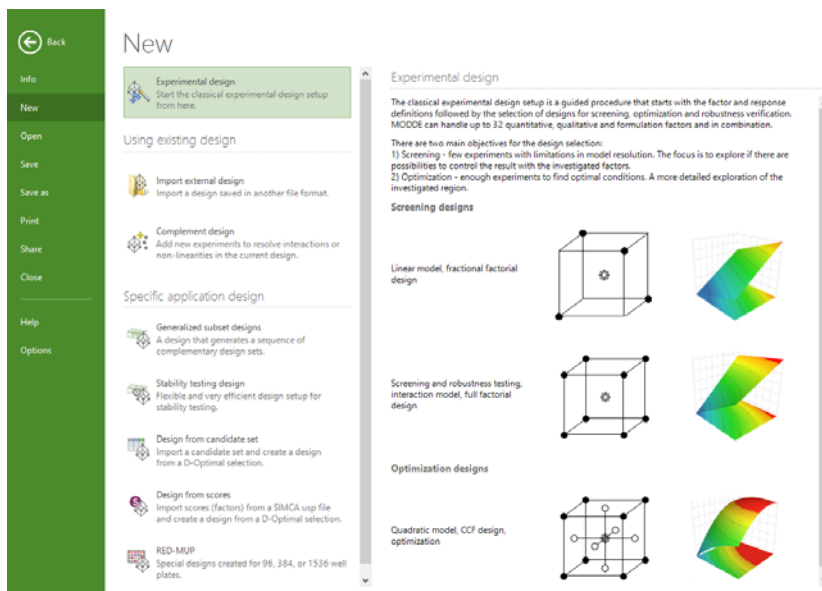 Back
Info
New
Open
Save
Save as
Print
Share
Close
Help
Options
New
Experimental design
Start the classical experimental design setup
from here.
Using existing design
Import external design
Import a design saved in another file format.
Complement design
Add new experiments to resolve interactions or
non-linearities in the current design.
Specific application design
Generalized subset designs
A design that generates a sequence of
complementary design sets.
Stability testing design
Flexible and very efficient design setup for
stability testing.
Design from candidate set
Import a candidate set and create a design
from a D-Optimal selection.
Design from scores
Import scores (factors) from a SIMCA usp file
and create a design from a D-Optimal selection.
RED-MUP
Special designs created for 96, 384, or 1536 well
plates.
Experimental design
The classical experimental design setup is a guided procedure that starts with the factor and response
definitions followed by the selection of designs for screening, optimization and robustness verification.
MODDE can handle up to 32 quantitative, qualitative and formulation factors and in combination.
There are two main objectives for the design selection:
1) Screening - few experiments with limitations in model resolution. The focus is to explore if there are
possibilities to control the result with the investigated factors.
2) Optimization - enough experiments to find optimal conditions. A more detailed exploration of the
investigated region.
Screening designs
Linear model, fractional factorial
design
Screening and robustness testing,
interaction model, full factorial
design
Optimization designs
Quadratic model, CCF design,
optimization